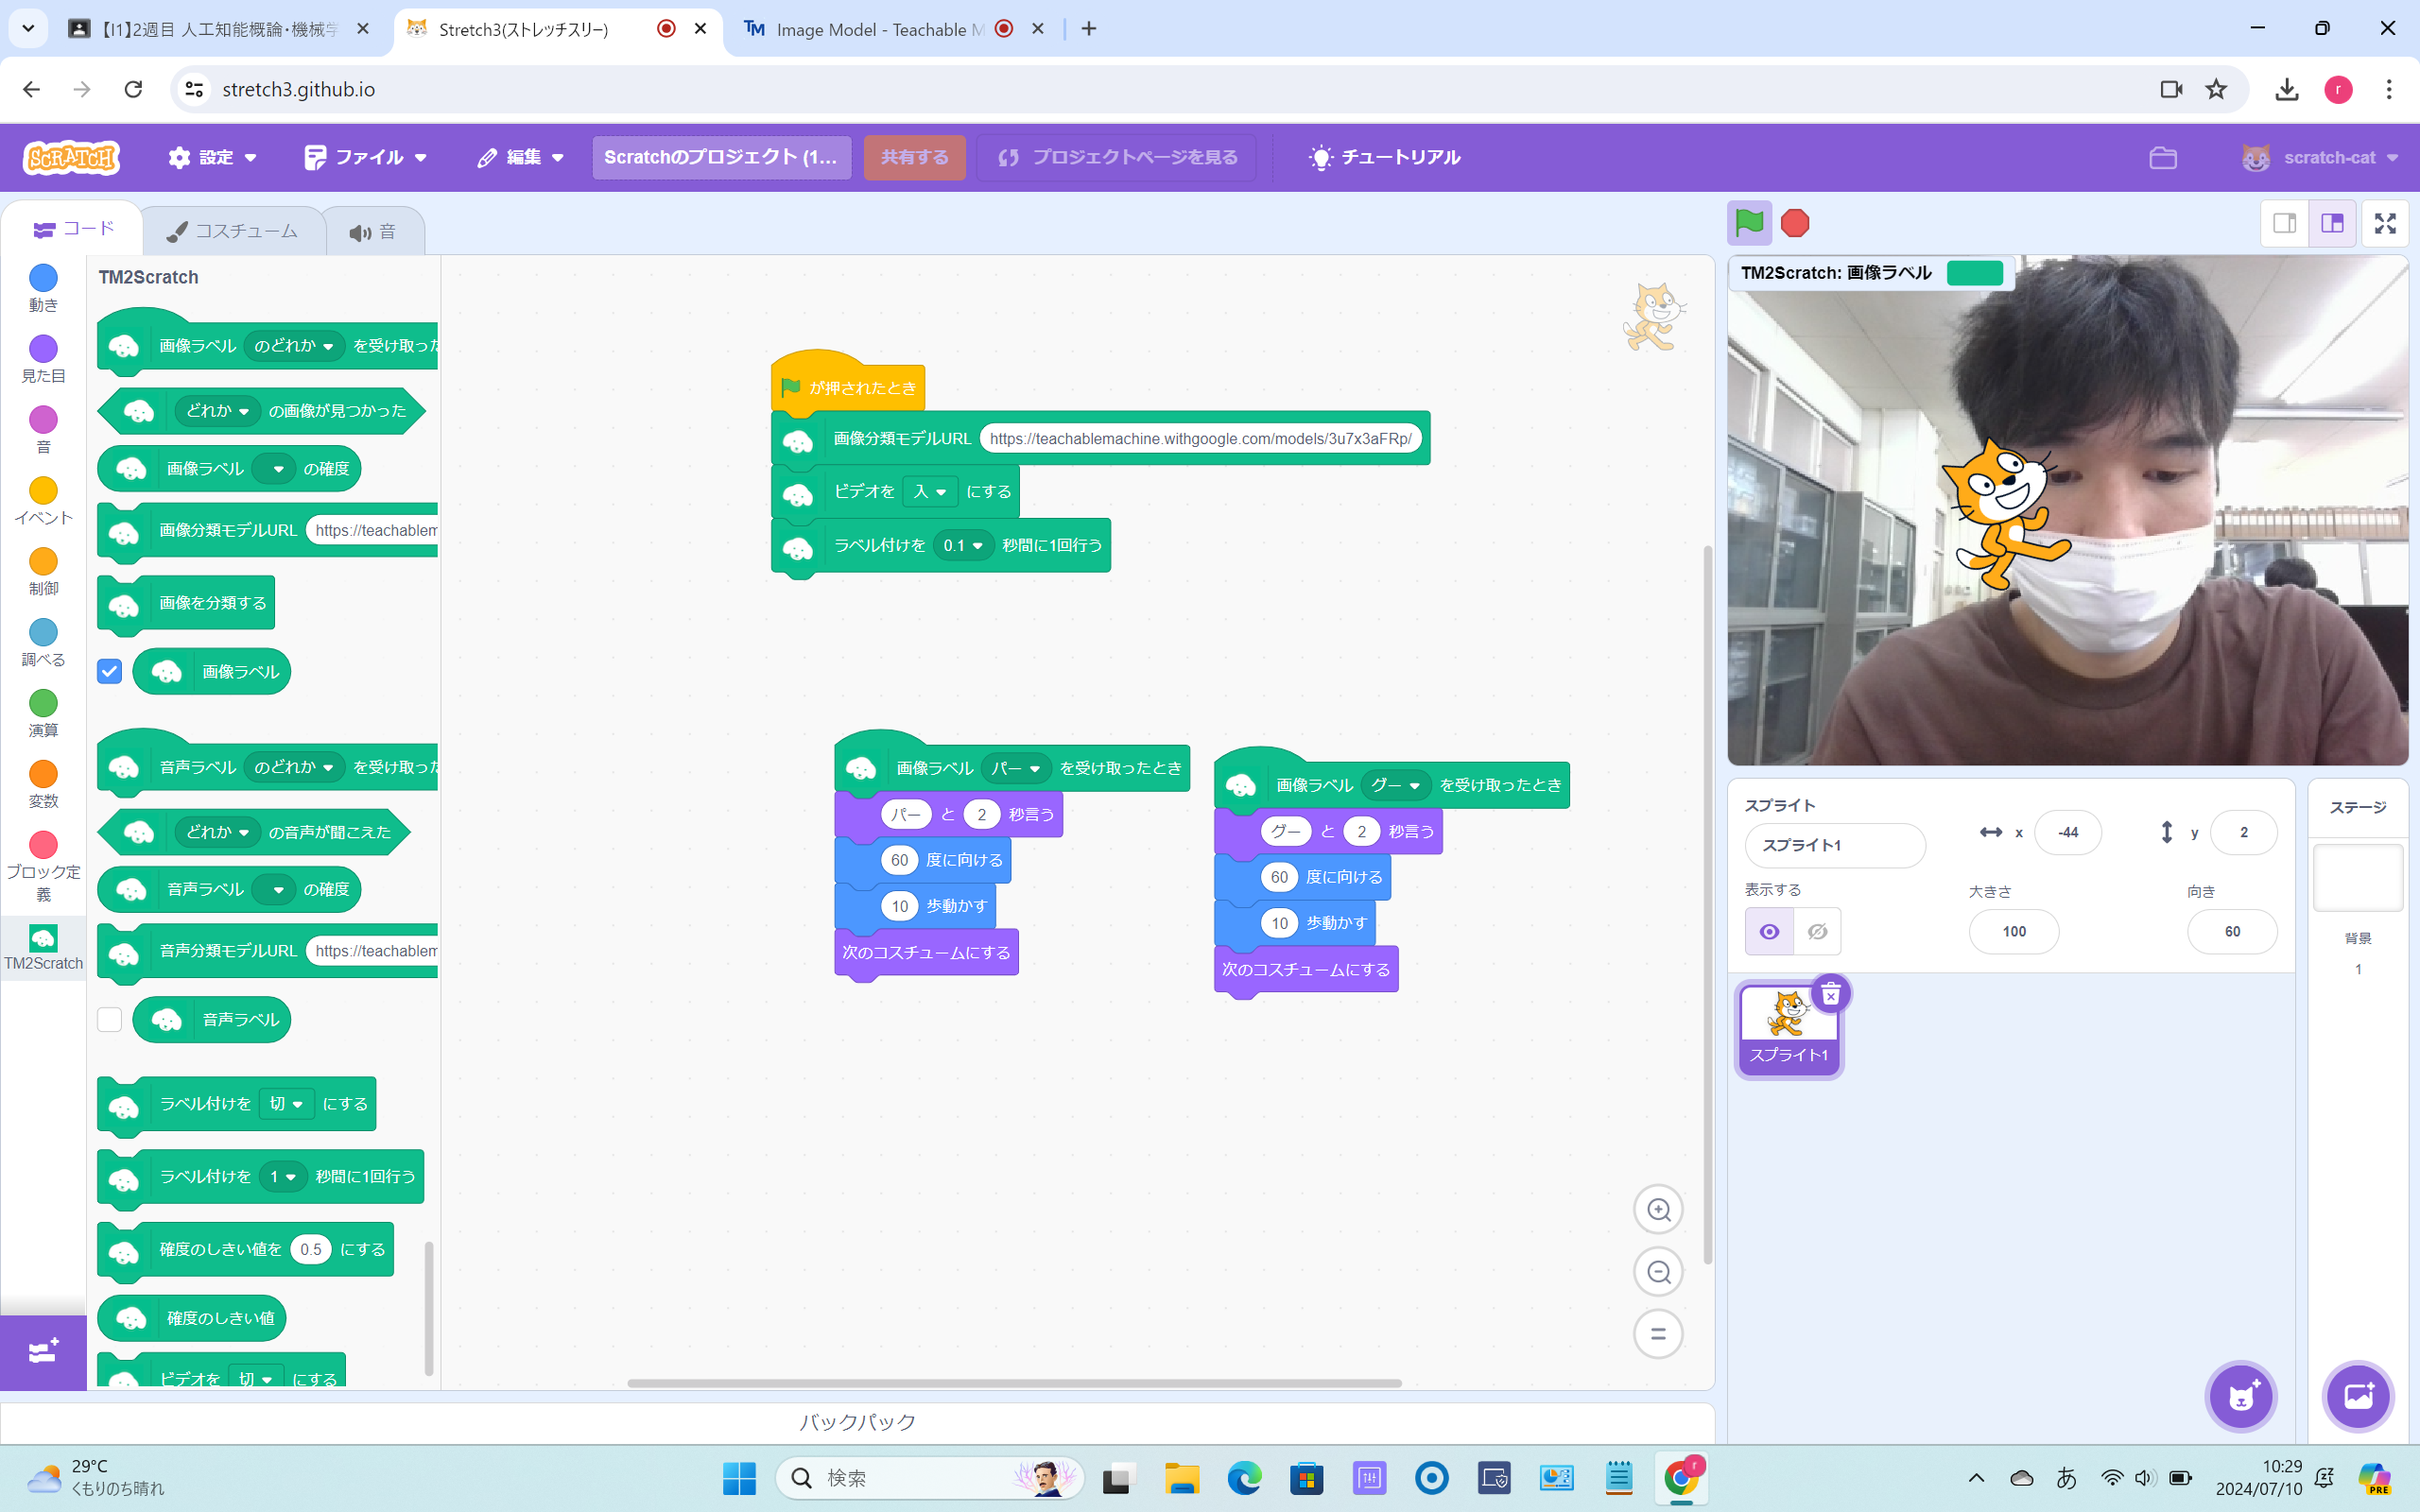 【I1】2週目 人工知能概論・機械学
Stretch3(ストレッチスリー)
Image Model - Teachable M
stretch3.github.io
r
SCRATCH
設定
ファイル
編集
Scratchのプロジェクト (1...
共有する
プロジェクトページを見る
チュートリアル
scratch-cat
コード
コスチューム
音
動き
見た目
音
イベント
制御
調べる
演算
変数
ブロック定
義
TM2Scratch
TM2Scratch
画像ラベル のどれか を受け取った
どれか の画像が見つかった
画像ラベル の確度
画像分類モデルURL https://teachablem
画像を分類する
画像ラベル
音声ラベル のどれか を受け取った
どれか の音声が聞こえた
音声ラベル の確度
音声分類モデルURL https://teachablem
音声ラベル
ラベル付けを 切 にする
ラベル付けを 1 秒間に1回行う
確度のしきい値を 0.5 にする
確度のしきい値
ビデオを 切 にする
が押されたとき
画像分類モデルURL https://teachablemachine.withgoogle.com/models/3u7x3aFRp/
ビデオを 入 にする
ラベル付けを 0.1 秒間に1回行う
画像ラベル パー を受け取ったとき
パー と 2 秒言う
60 度に向ける
10 歩動かす
次のコスチュームにする
画像ラベル グー を受け取ったとき
グー と 2 秒言う
60 度に向ける
10 歩動かす
次のコスチュームにする
TM2Scratch: 画像ラベル
スプライト
スプライト1
x -44
y 2
表示する
大きさ
100
向き
60
スプライト1
ステージ
背景
1
バックパック
29°C
くもりのち晴れ
検索
r
あ
10:29
2024/07/10
PRE